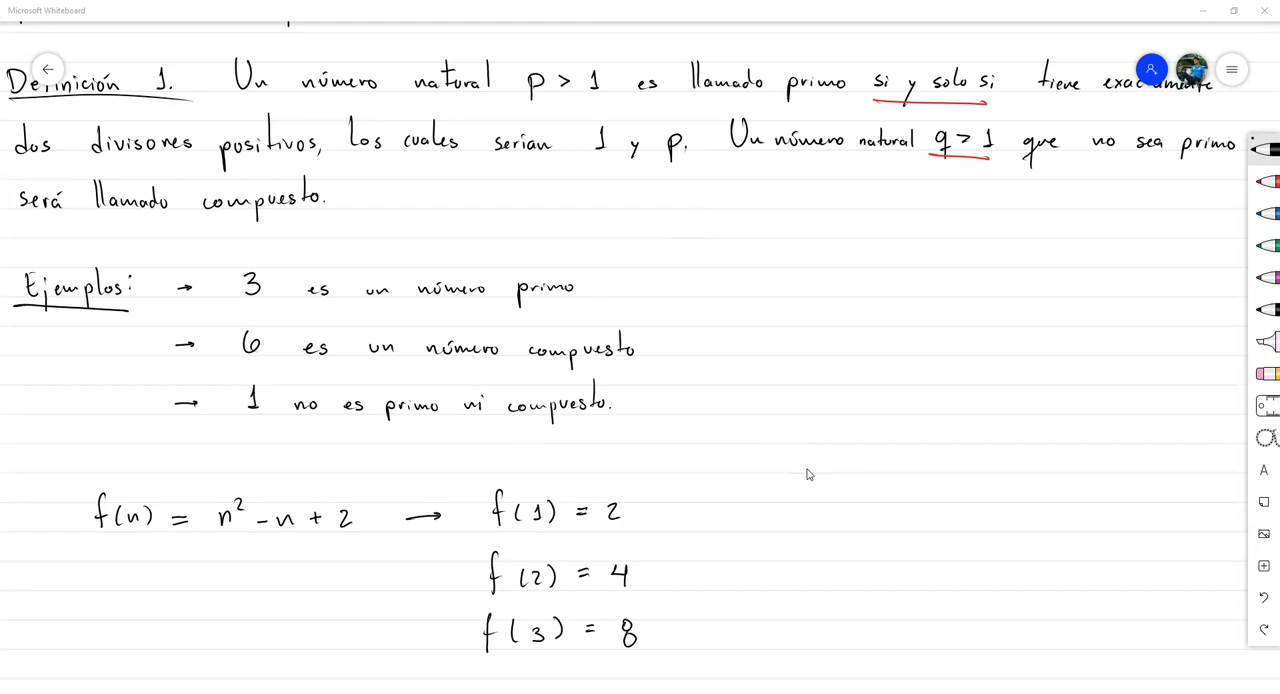 Microsoft Whiteboard
Definición 1. Un número natural p > 1 es llamado primo si y solo si tiene exactamente
dos divisores positivos, los cuales serían 1 y p. Un número natural q > 1 que no sea primo
será llamado compuesto.
Ejemplos: → 3 es un número primo
→ 6 es un número compuesto
→ 1 no es primo ni compuesto.
f(n) = n² - n + 2 → f(1) = 2
f(2) = 4
f(3) = 8